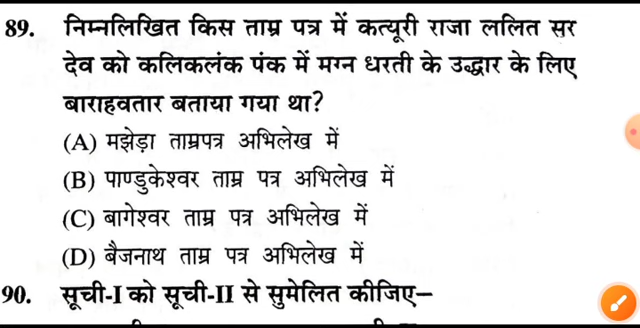 89. निम्नलिखित किस ताम्र पत्र में कत्यूरी राजा ललित सर
देव को कलिकलंक पंक में मग्न धरती के उद्धार के लिए
बाराहवतार बताया गया था?
(A) मझेड़ा ताम्रपत्र अभिलेख में
(B) पाण्डुकेश्वर ताम्र पत्र अभिलेख में
(C) बागेश्वर ताम्र पत्र अभिलेख में
(D) बैजनाथ ताम्र पत्र अभिलेख में
90. सूची-I को सूची-II से सुमेलित कीजिए–